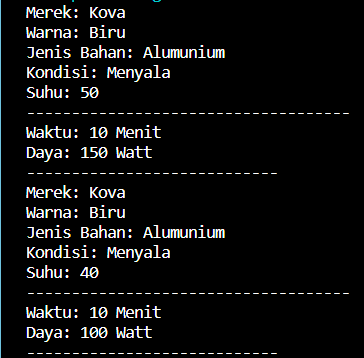 Merek: Kova
Warna: Biru
Jenis Bahan: Alumunium
Kondisi: Menyala
Suhu: 50
------------------------------------
Waktu: 10 Menit
Daya: 150 Watt
----------------------------
Merek: Kova
Warna: Biru
Jenis Bahan: Alumunium
Kondisi: Menyala
Suhu: 40
------------------------------------
Waktu: 10 Menit
Daya: 100 Watt
----------------------------